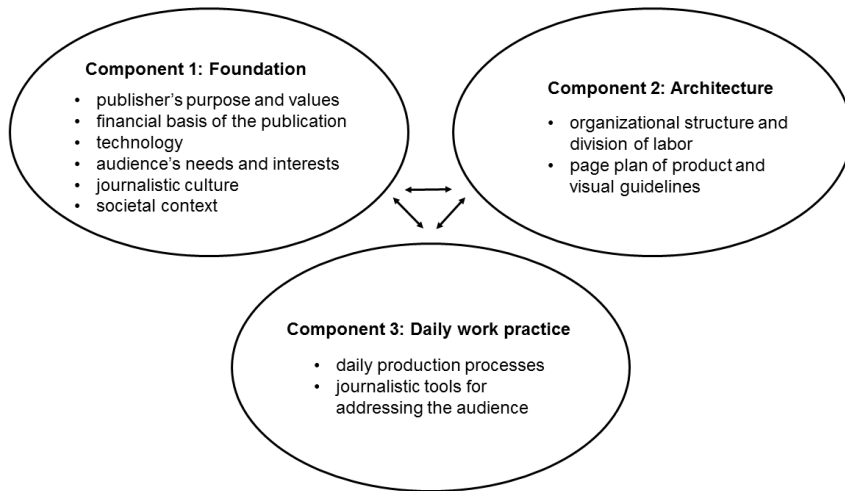 Component 1: Foundation
• publisher's purpose and values
• financial basis of the publication
• technology
• audience's needs and interests
• journalistic culture
• societal context
Component 2: Architecture
• organizational structure and
division of labor
• page plan of product and
visual guidelines
Component 3: Daily work practice
• daily production processes
• journalistic tools for
addressing the audience